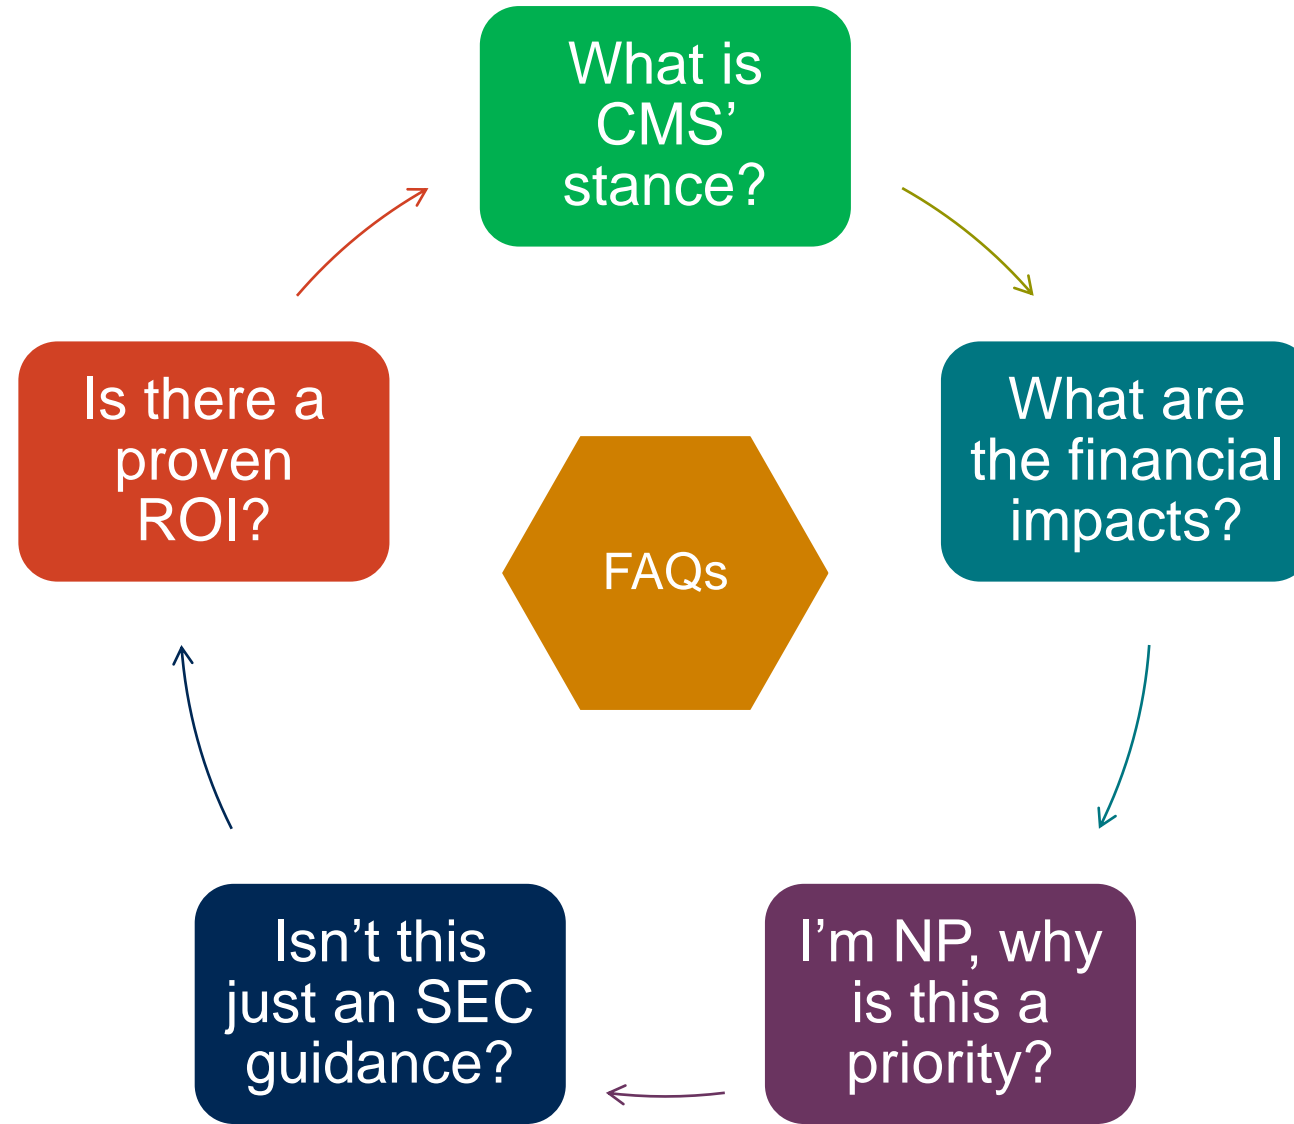 What is
CMS’
stance?
What are
the financial
impacts?
I’m NP, why
is this a
priority?
Isn’t this
just an SEC
guidance?
Is there a
proven
ROI?
FAQs